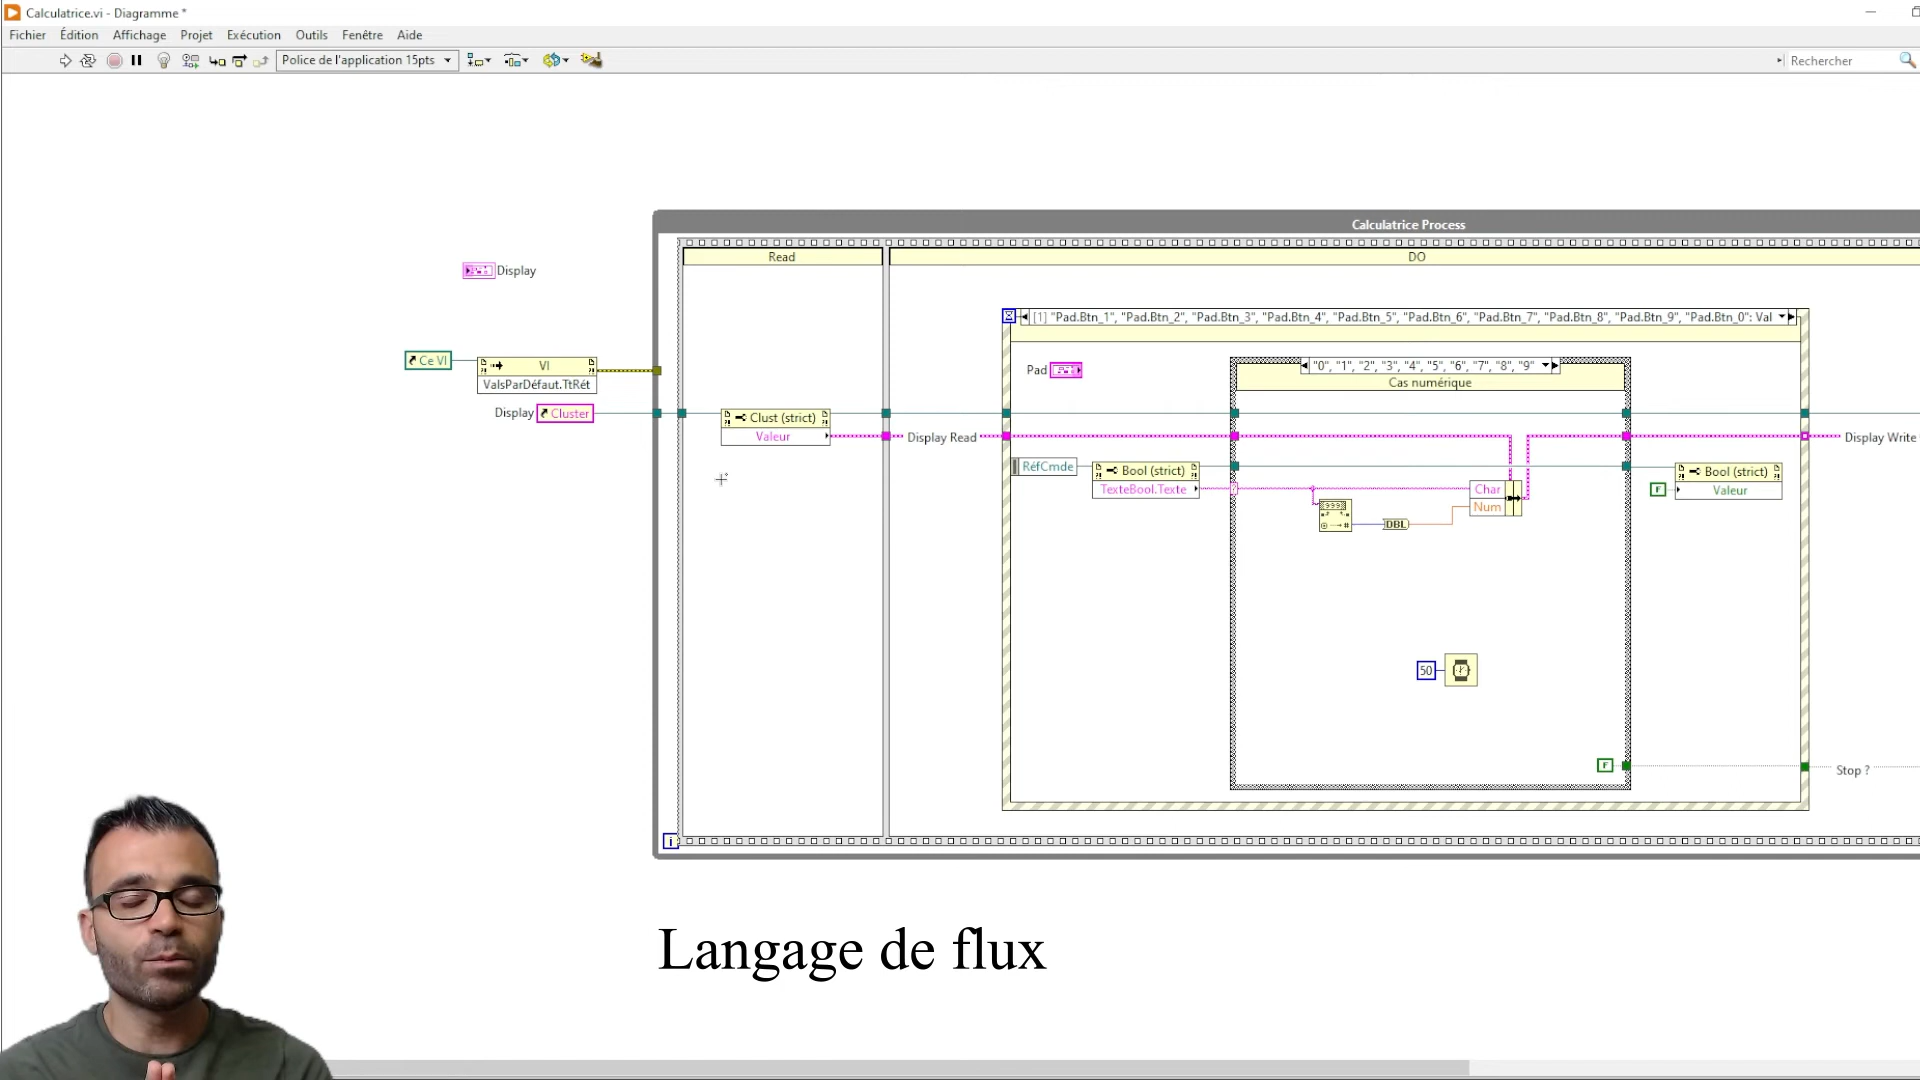 Calculatrice.vi - Diagramme *
Fichier Édition Affichage Projet Exécution Outils Fenêtre Aide
Police de l'application 15pts
Rechercher
Calculatrice Process
Read
DO
Display
[1] "Pad.Btn_1", "Pad.Btn_2", "Pad.Btn_3", "Pad.Btn_4", "Pad.Btn_5", "Pad.Btn_6", "Pad.Btn_7", "Pad.Btn_8", "Pad.Btn_9", "Pad.Btn_0": Val
Ce VI
VI
ValsParDéfaut.TtRét
Pad
"0", "1", "2", "3", "4", "5", "6", "7", "8", "9"
Cas numérique
Display
Cluster
Clust (strict)
Valeur
Display Read
Display Write
RéfCmde
Bool (strict)
TexteBool.Texte
Char
Num
DBL
Bool (strict)
Valeur
F
50
F
Stop ?
i
Langage de flux